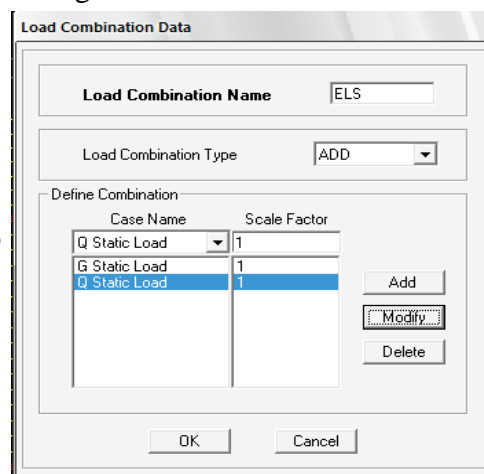 Load Combination Data
Load Combination Name ELS
Load Combination Type ADD
Define Combination
Case Name Scale Factor
Q Static Load 1
G Static Load 1
Q Static Load 1
Add
Modify
Delete
OK Cancel